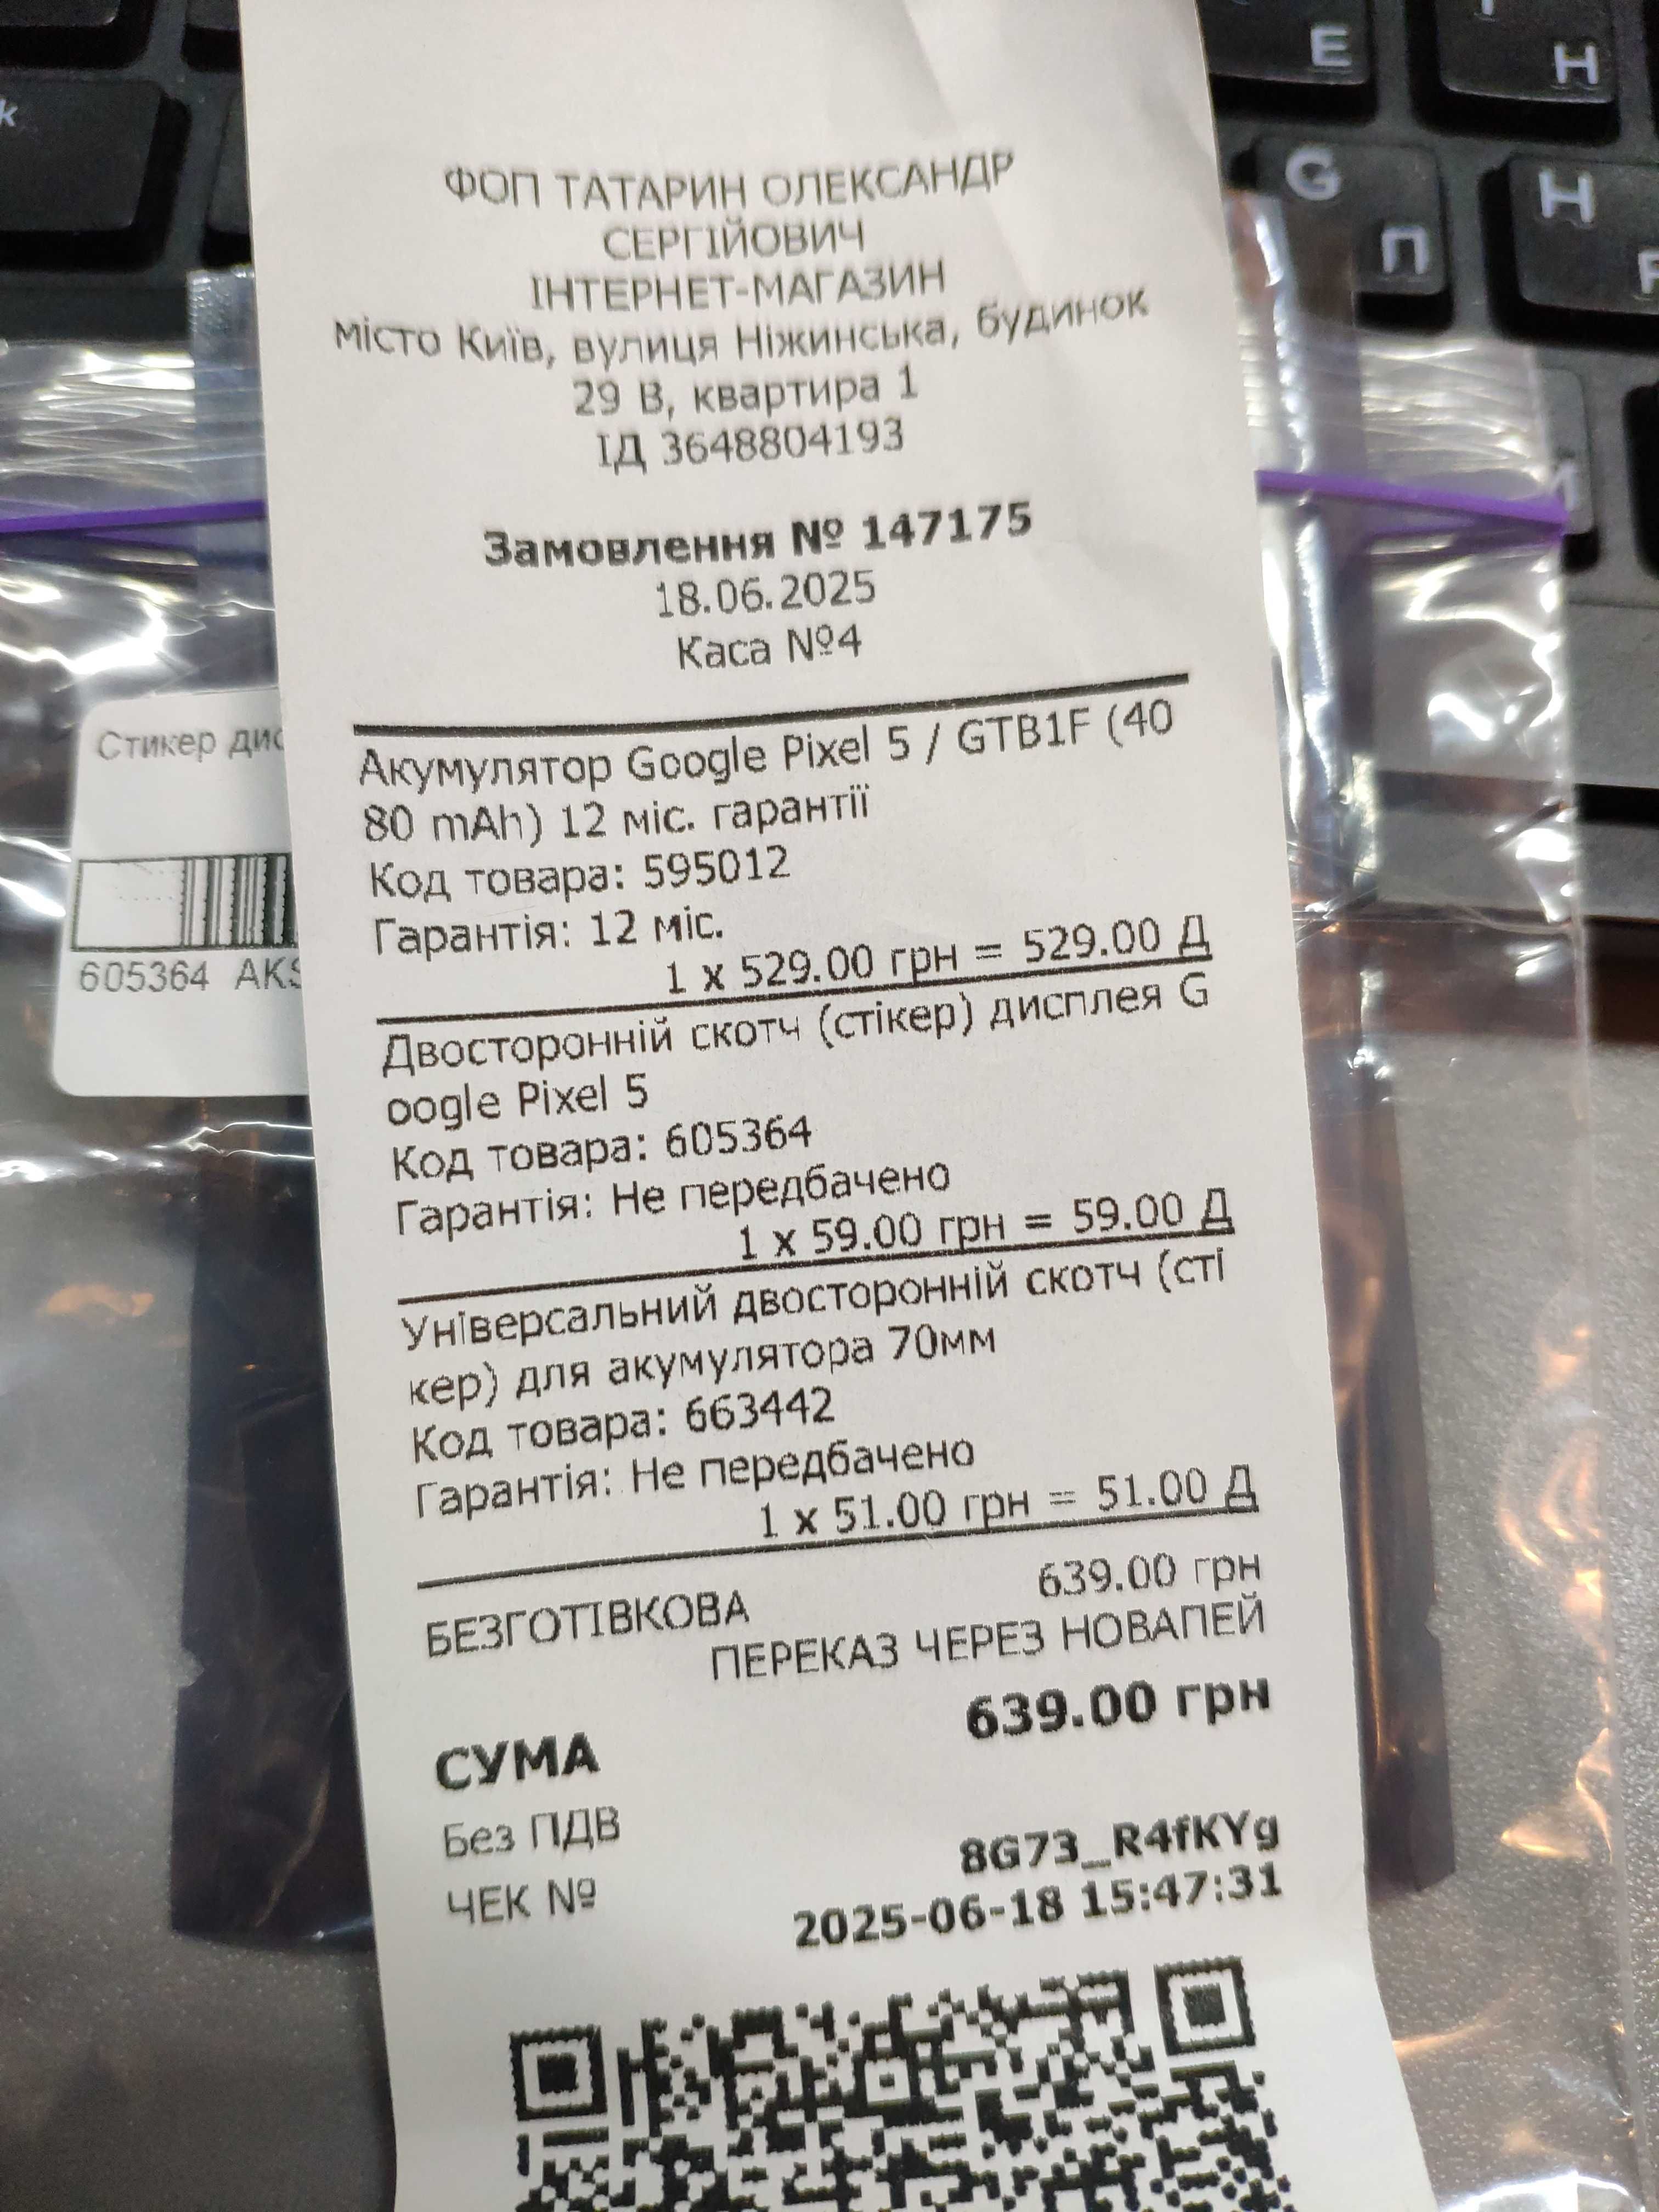 k
Е
Н
G
П
H
ФОП ТАТАРИН ОЛЕКСАНДР
СЕРГІЙОВИЧ
ІНТЕРНЕТ-МАГАЗИН
місто Київ, вулиця Ніжинська, будинок
29 В, квартира 1
ІД 3648804193
Замовлення № 147175
18.06.2025
Каса №4
Акумулятор Google Pixel 5 / GTB1F (40
80 mAh) 12 міс. гарантії
Код товара: 595012
Гарантія: 12 міс.
1 x 529.00 грн = 529.00 Д
Двосторонній скотч (стікер) дисплея G
oogle Pixel 5
Код товара: 605364
Гарантія: Не передбачено
1 x 59.00 грн = 59.00 Д
Універсальний двосторонній скотч (сті
кер) для акумулятора 70мм
Код товара: 663442
Гарантія: Не передбачено
1 x 51.00 грн = 51.00 Д
БЕЗГОТІВКОВА 639.00 грн
ПЕРЕКАЗ ЧЕРЕЗ НОВАПЕЙ
СУМА 639.00 грн
Без ПДВ
ЧЕК № 8G73_R4fKYg
2025-06-18 15:47:31
Стикер дис
605364 AKS